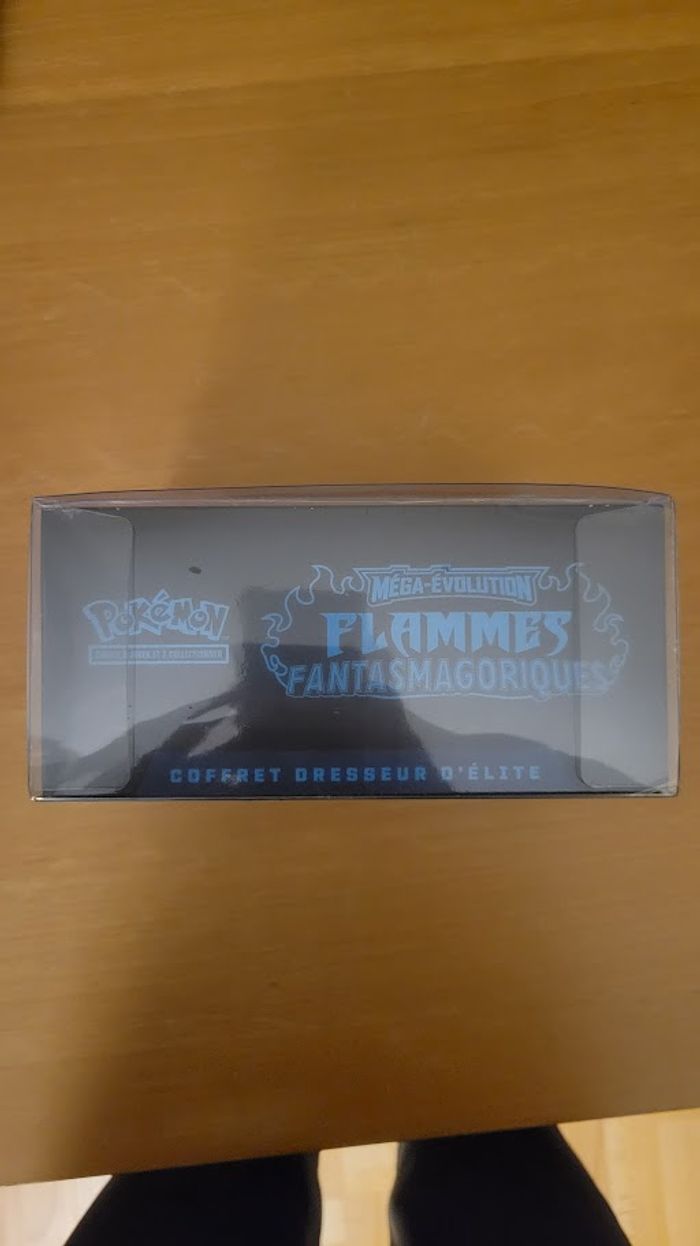 POKÉMON
MÉGA-ÉVOLUTION
FLAMMES
FANTASMAGORIQUES
COFFRET DRESSEUR D'ÉLITE